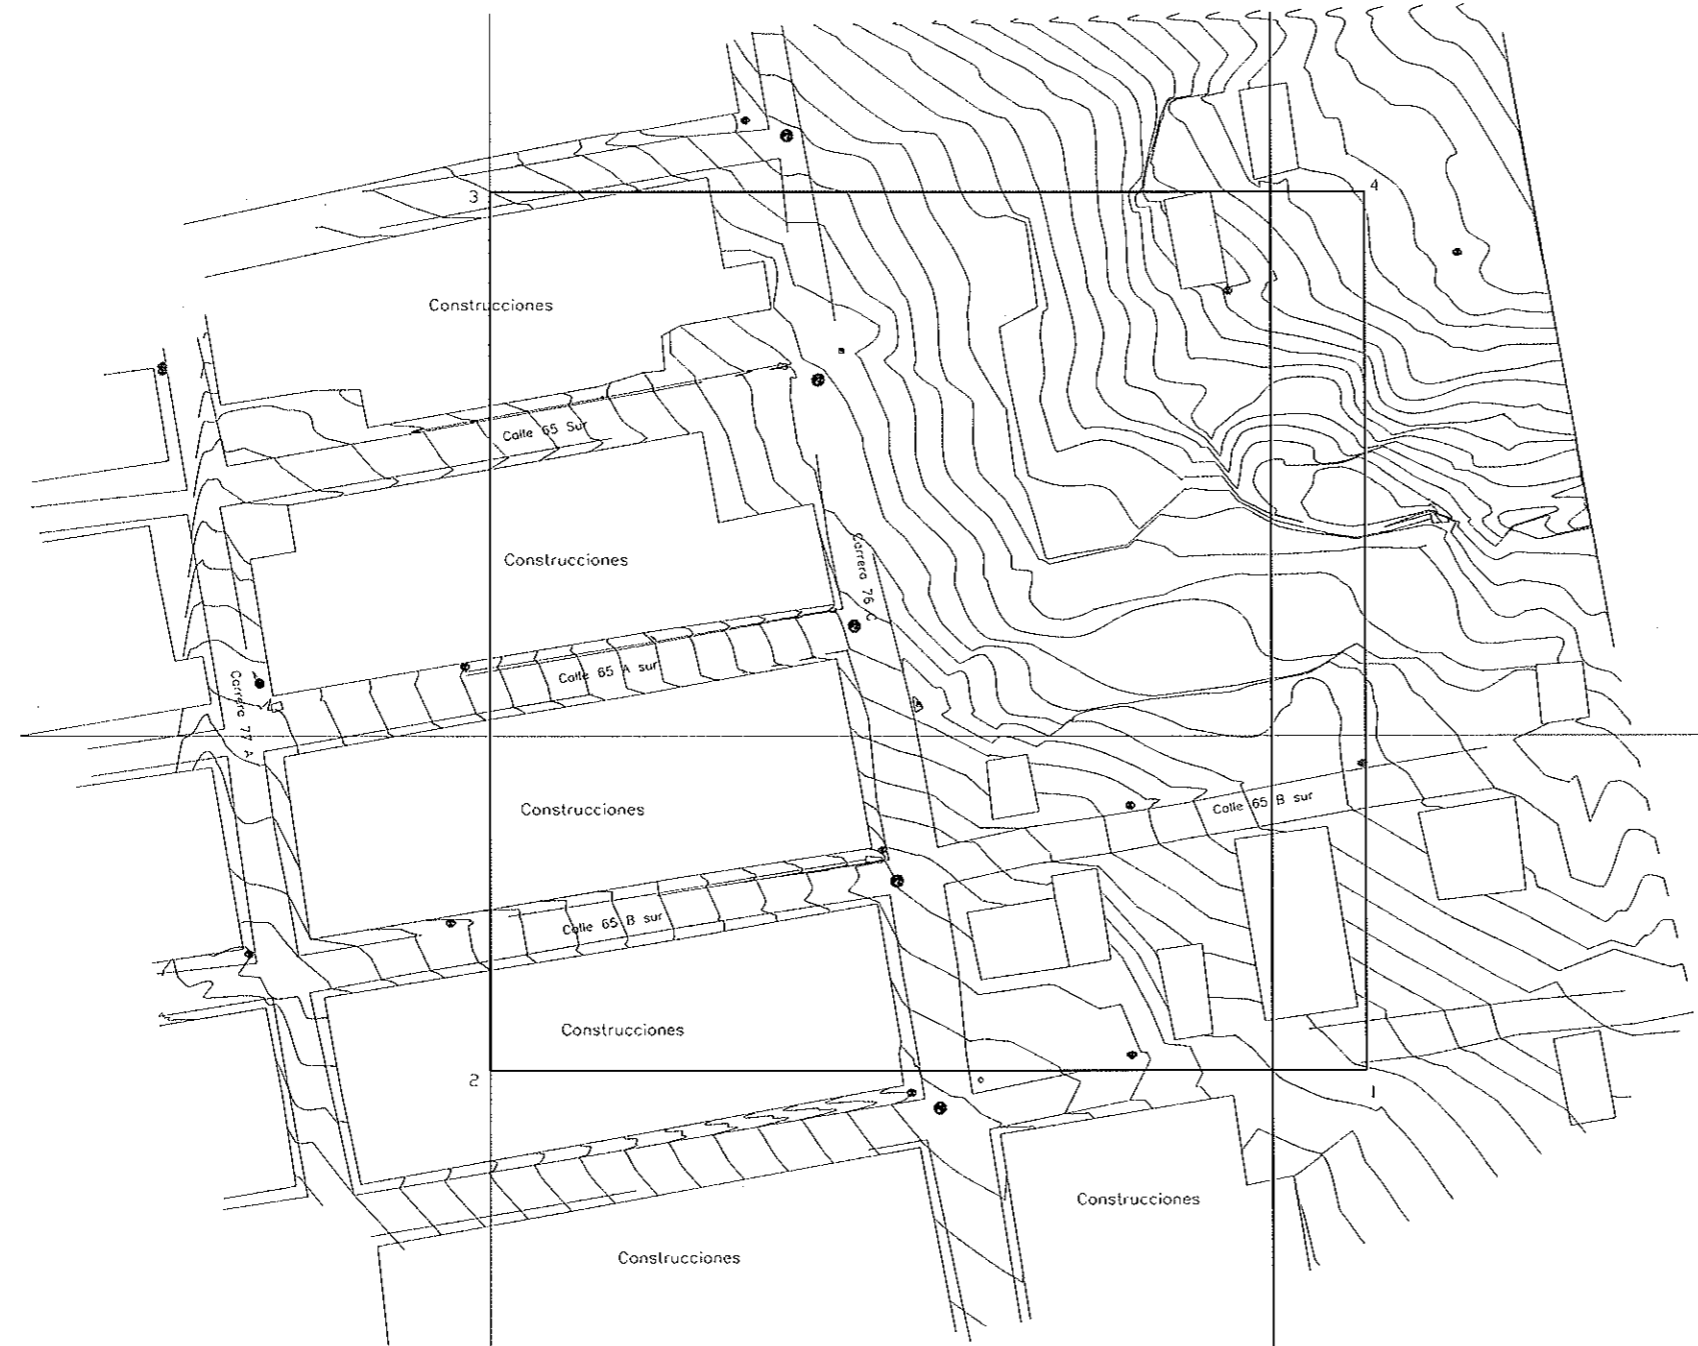 3
4
Construcciones
Calle 65 Sur
Construcciones
Carrera 76 C
Calle 65 A sur
Carrera 77 A
Construcciones
Calle 65 B sur
Calle 65 B sur
Construcciones
2
1
Construcciones
Construcciones